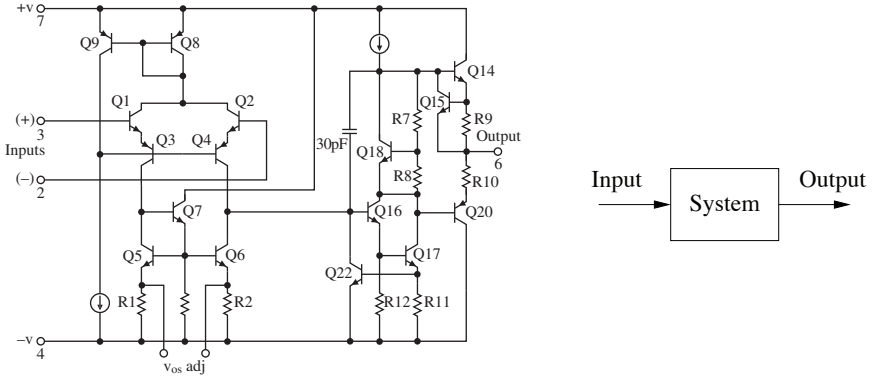 +v
7
Q9
Q8
Q14
Q1
Q2
Q15
R9
(+)
3
R7
Q3
Q4
30pF
Output
6
Inputs
Q18
R8
R10
(–)
2
Q7
Q16
Q20
Q5
Q6
Q17
Q22
R1
R2
R12
R11
–v
4
vos adj
Input
System
Output